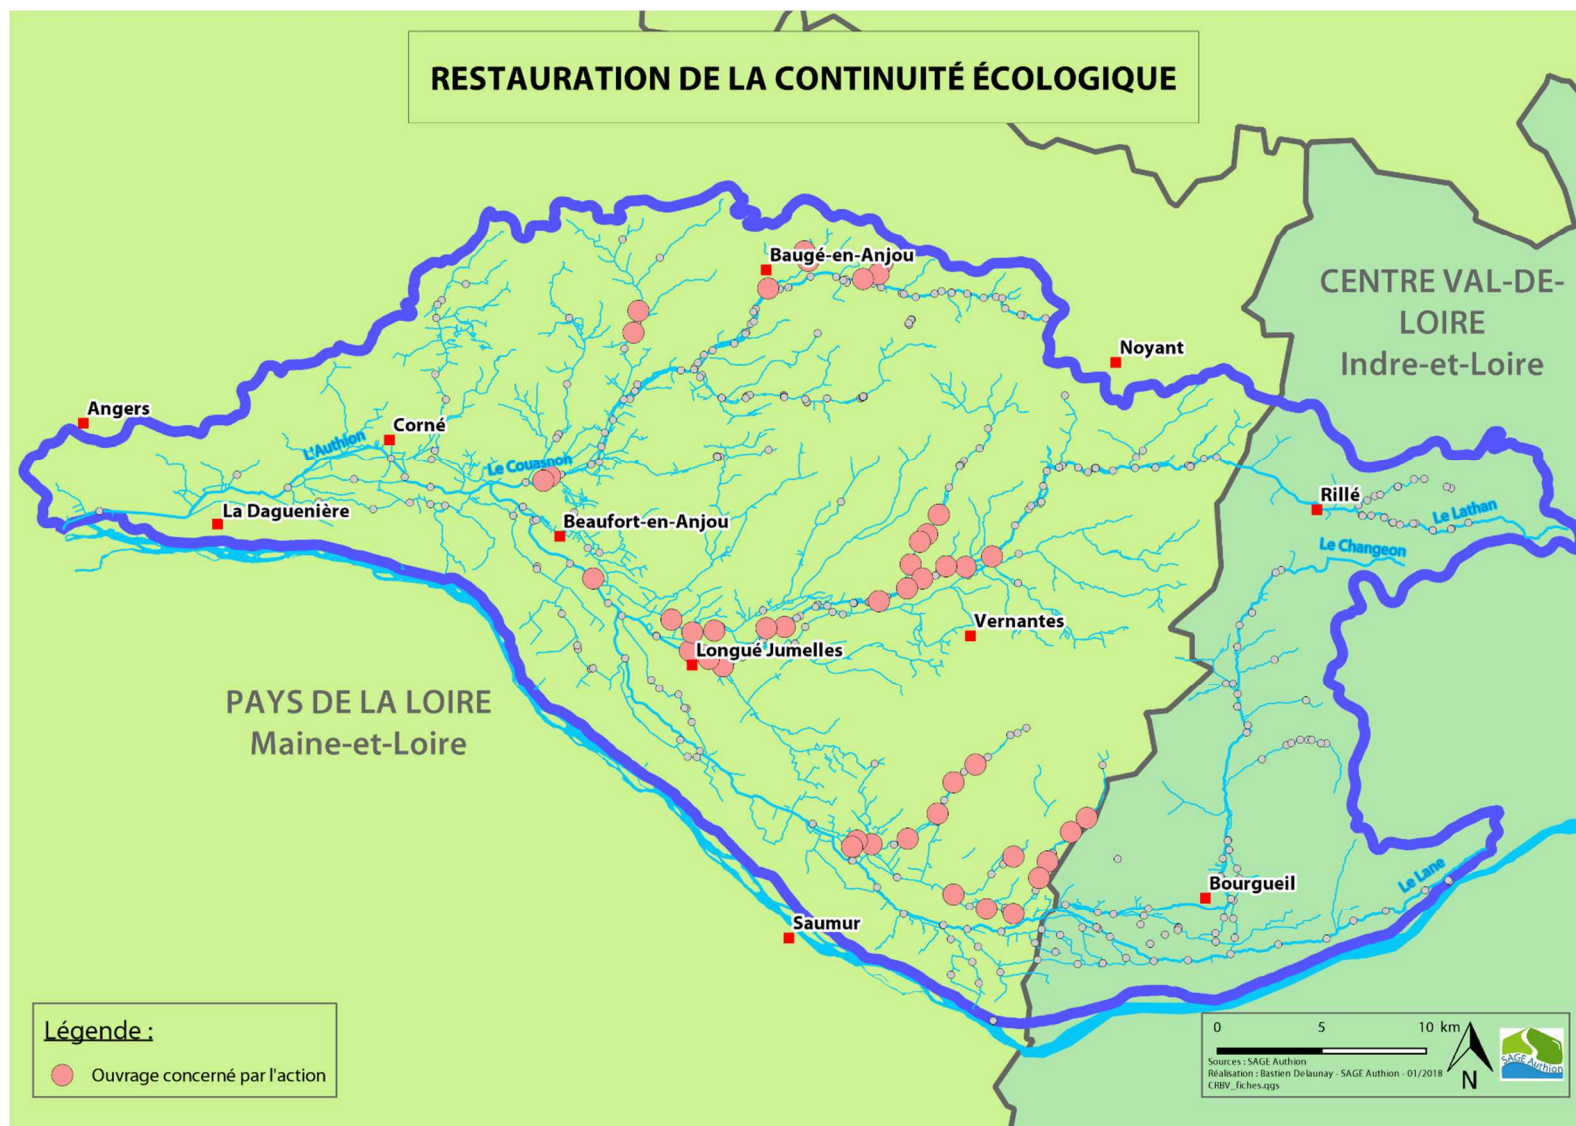 RESTAURATION DE LA CONTINUITÉ ÉCOLOGIQUE
Baugé-en-Anjou
CENTRE VAL-DE-
LOIRE
Indre-et-Loire
Noyant
Angers
Corné
L'Authion
Le Couasnon
Rillé
La Daguenière
Beaufort-en-Anjou
Le Lathan
Le Changeon
Vernantes
Longué Jumelles
PAYS DE LA LOIRE
Maine-et-Loire
Le Lane
Bourgueil
Saumur
Légende :
Ouvrage concerné par l'action
0 5 10 km
Sources : SAGE Authion
Réalisation : Bastien Delaunay - SAGE Authion - 01/2018
CRBV_fiches.qgs
N
SAGE Authion